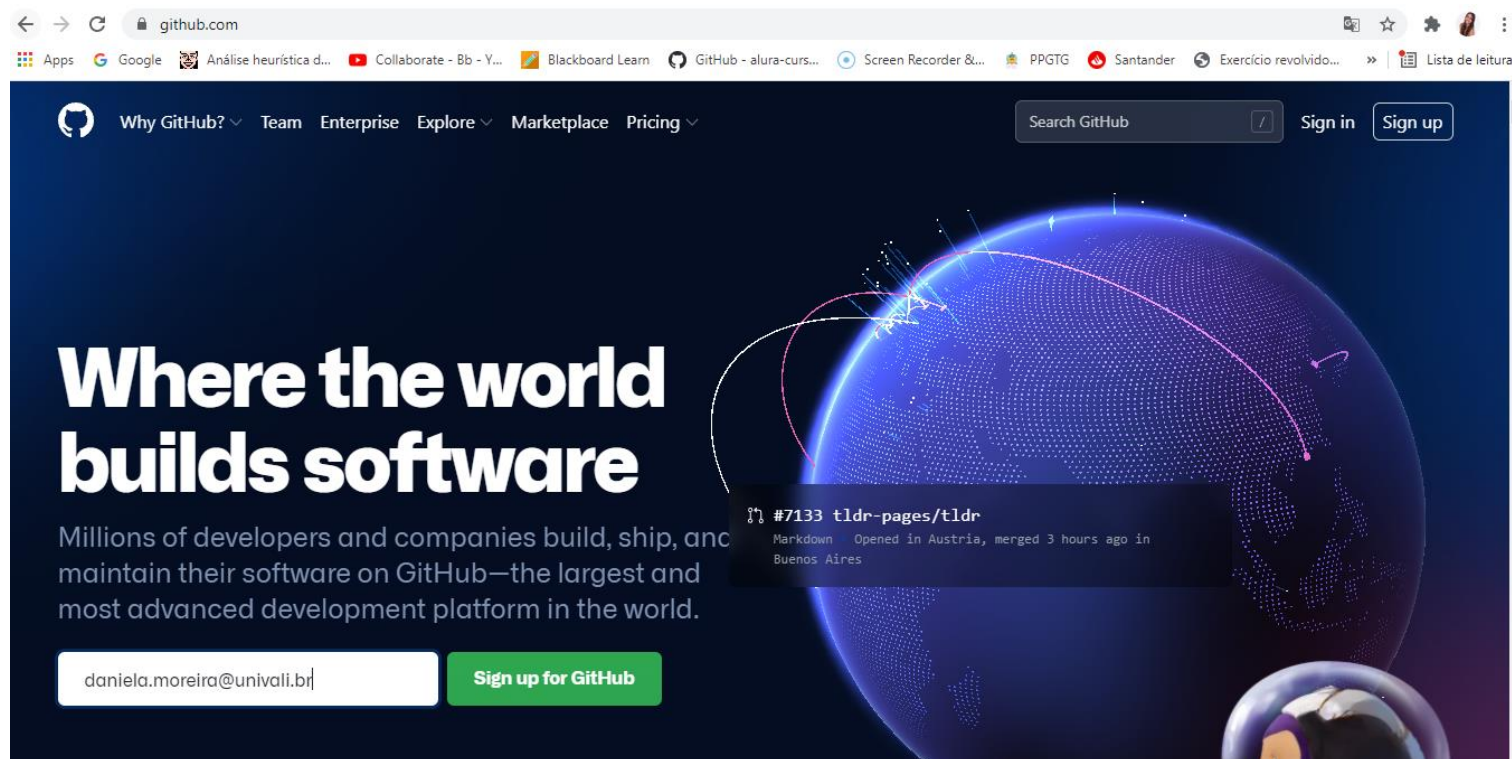 github.com
Apps Google Análise heurística d... Collaborate - Bb - Y... Blackboard Learn GitHub - alura-curs... Screen Recorder &... PPGTG Santander Exercício revolvido... » Lista de leitura
Why GitHub? Team Enterprise Explore Marketplace Pricing Search GitHub / Sign in Sign up
Where the world
builds software
Millions of developers and companies build, ship, and
maintain their software on GitHub—the largest and
most advanced development platform in the world.
daniela.moreira@univali.br Sign up for GitHub
#7133 tldr-pages/tldr
Markdown Opened in Austria, merged 3 hours ago in
Buenos Aires